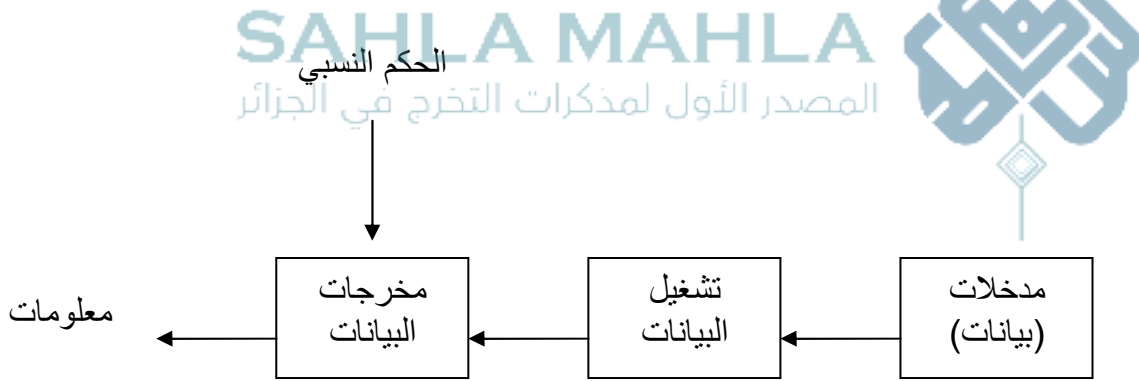 SAHLA MAHLA
المصدر الأول لمذكرات التخرج في الجزائر
الحكم النسبي
مدخلات
(بيانات)
تشغيل
البيانات
مخرجات
البيانات
معلومات